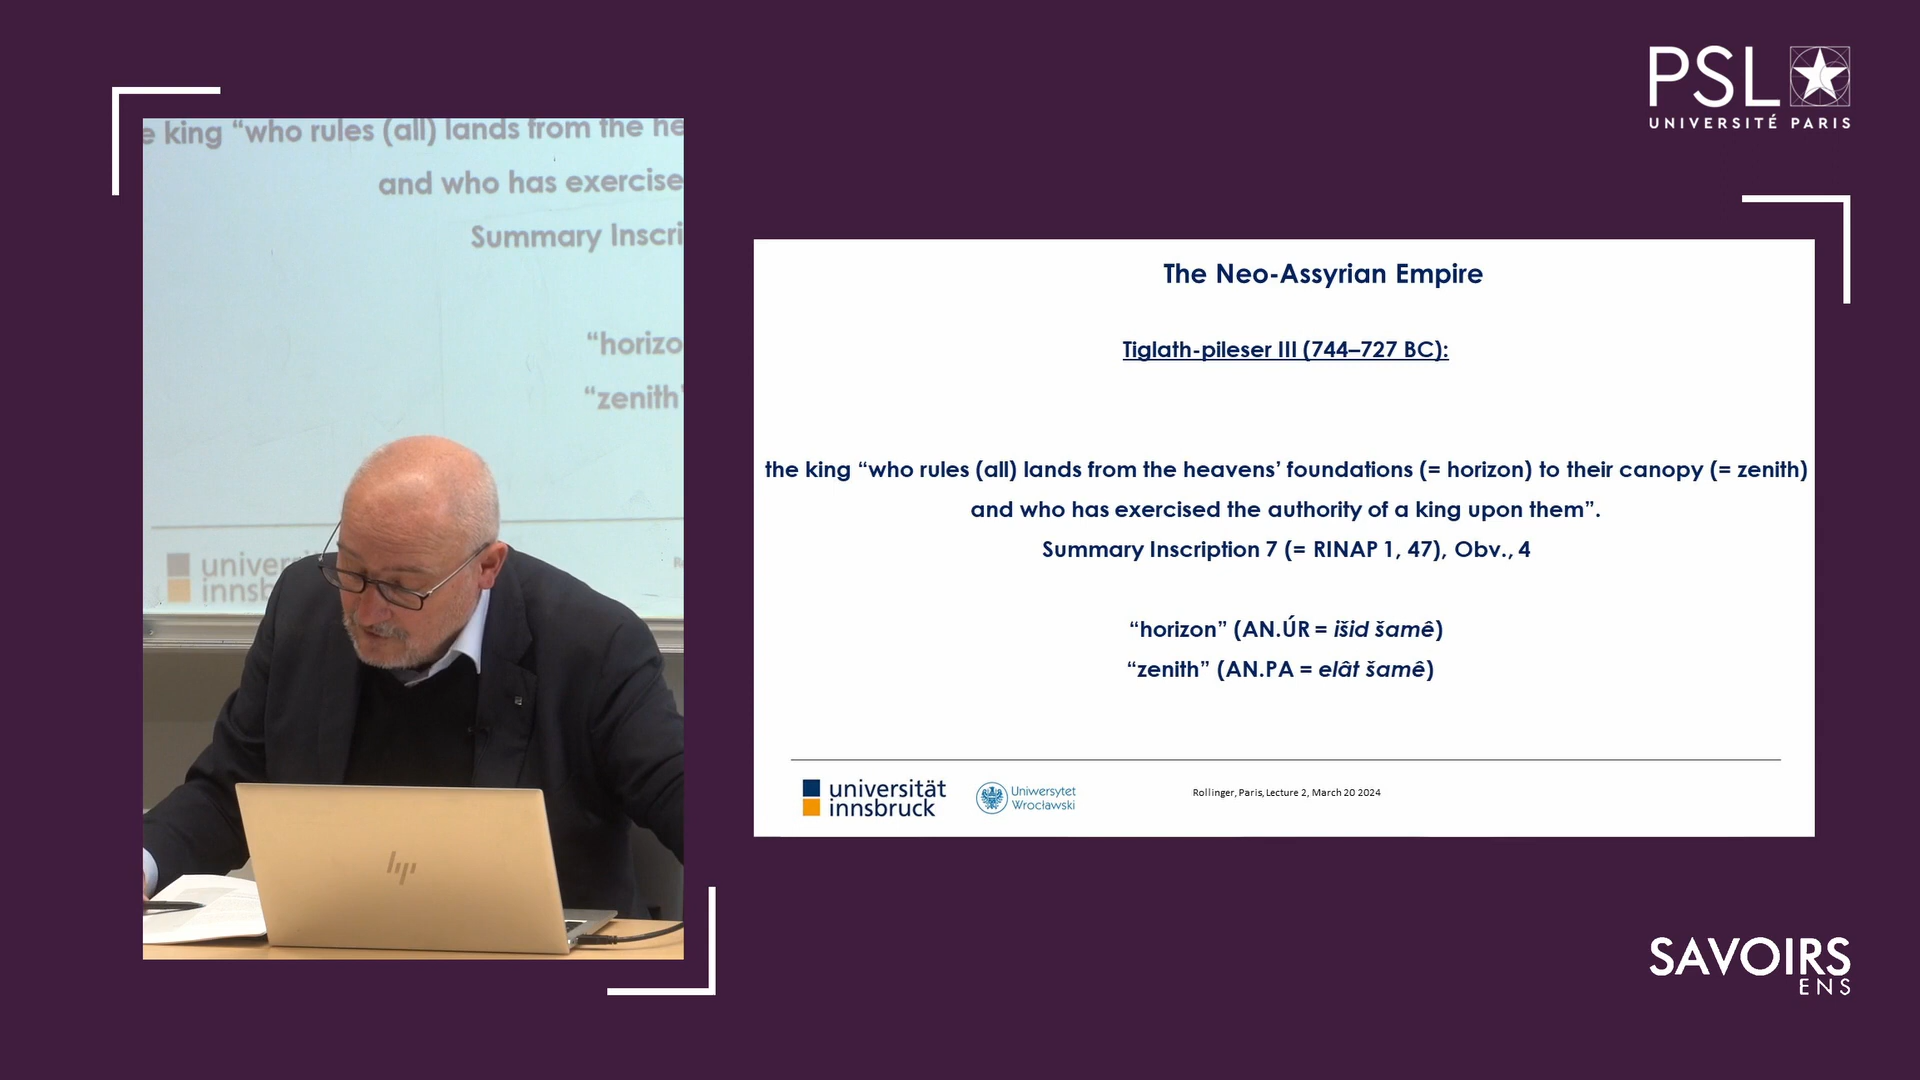 PSL
UNIVERSITÉ PARIS
e king “who rules (all) lands from the he
and who has exercise
Summary Inscri
“horizo
“zenith’
univers
innsb
hp
The Neo-Assyrian Empire
Tiglath-pileser III (744–727 BC):
the king “who rules (all) lands from the heavens’ foundations (= horizon) to their canopy (= zenith)
and who has exercised the authority of a king upon them”.
Summary Inscription 7 (= RINAP 1, 47), Obv., 4
“horizon” (AN.ÚR = išid šamê)
“zenith” (AN.PA = elât šamê)
universität
innsbruck
Uniwersytet
Wrocławski
Rollinger, Paris, Lecture 2, March 20 2024
SAVOIRS
ENS